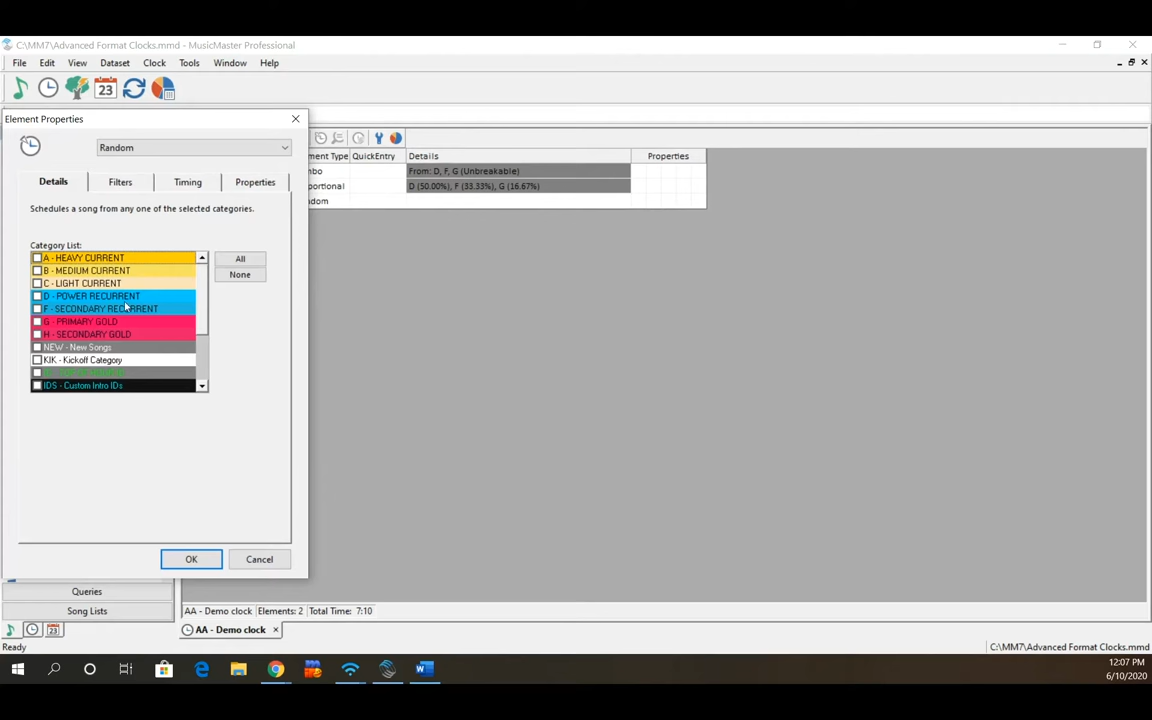 C:\MM7\Advanced Format Clocks.mmd - MusicMaster Professional
File Edit View Dataset Clock Tools Window Help
23
Element Properties
Random
ment Type QuickEntry Details Properties
mbo From: D, F, G (Unbreakable)
portional D (50.00%), F (33.33%), G (16.67%)
dom
Details Filters Timing Properties
Schedules a song from any one of the selected categories.
Category List:
A - HEAVY CURRENT
B - MEDIUM CURRENT
C - LIGHT CURRENT
D - POWER RECURRENT
F - SECONDARY RECURRENT
G - PRIMARY GOLD
H - SECONDARY GOLD
NEW - New Songs
KIK - Kickoff Category
IDS - Custom Intro IDs
All
None
OK Cancel
Queries
Song Lists
AA - Demo clock Elements: 2 Total Time: 7:10
23 AA - Demo clock ×
Ready C:\MM7\Advanced Format Clocks.mmd
12:07 PM
6/10/2020